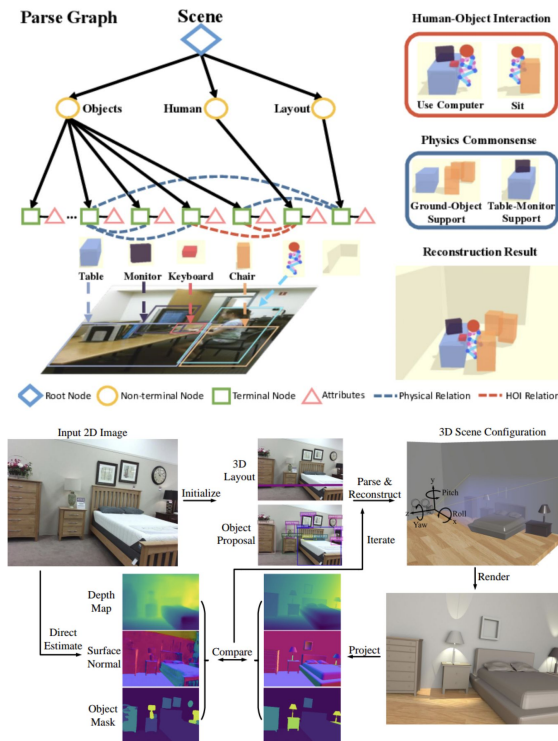 Parse Graph
Scene
Objects
Human
Layout
...
Table
Monitor
Keyboard
Chair
Human-Object Interaction
Use Computer
Sit
Physics Commonsense
Ground-Object
Support
Table-Monitor
Support
Reconstruction Result
Root Node
Non-terminal Node
Terminal Node
Attributes
Physical Relation
HOI Relation
Input 2D Image
Initialize
3D
Layout
Object
Proposal
Parse &
Reconstruct
Iterate
3D Scene Configuration
y
Pitch
z
Yaw
Roll
x
Render
Direct
Estimate
Depth
Map
Surface
Normal
Object
Mask
Compare
Project